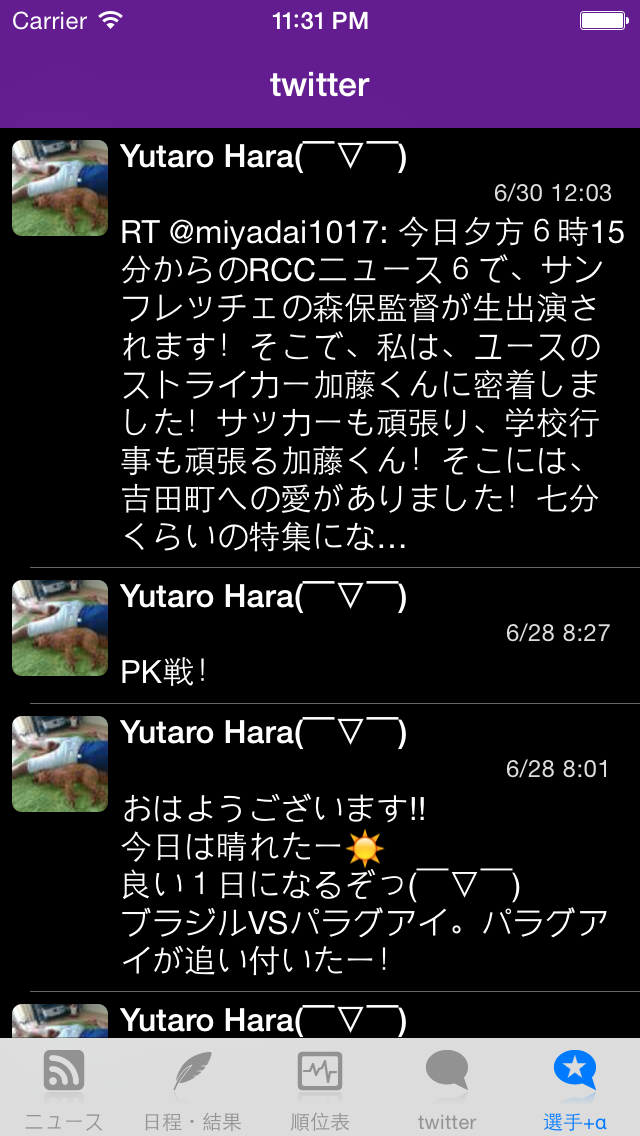 Carrier 11:31 PM
twitter
Yutaro Hara(￣▽￣)
6/30 12:03
RT @miyadai1017: 今日夕方６時15
分からのRCCニュース６で、サン
フレッチェの森保監督が生出演さ
れます！そこで、私は、ユースの
ストライカー加藤くんに密着しま
した！サッカーも頑張り、学校行
事も頑張る加藤くん！そこには、
吉田町への愛がありました！七分
くらいの特集にな...
Yutaro Hara(￣▽￣)
6/28 8:27
PK戦！
Yutaro Hara(￣▽￣)
6/28 8:01
おはようございます!!
今日は晴れたー☀️
良い１日になるぞっ(￣▽￣)
ブラジルVSパラグアイ。パラグア
イが追い付いたー！
Yutaro Hara(￣▽￣)
ニュース 日程・結果 順位表 twitter 選手+α